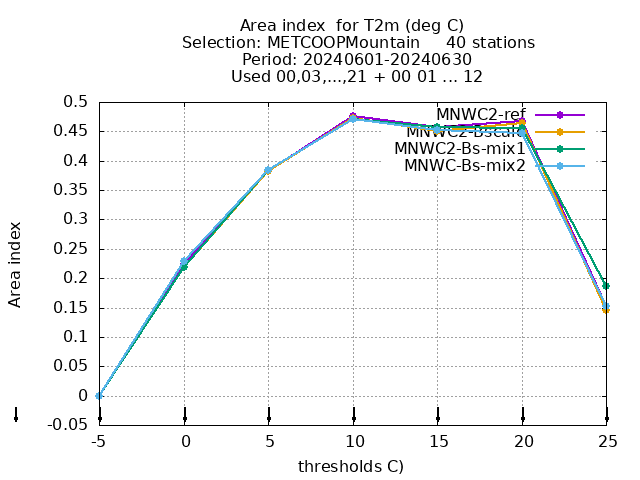 Area index  for T2m (deg C)
Selection: METCOOPMountain     40 stations
Period: 20240601-20240630
Used 00,03,...,21 + 00 01 ... 12
0.5
0.45
0.4
0.35
0.3
0.25
0.2
0.15
0.1
0.05
0
-0.05
Area index
MNWC2-ref
MNWC2-Bs-mix1
MNWC-Bs-mix2
-5
0
5
10
15
20
25
thresholds C)